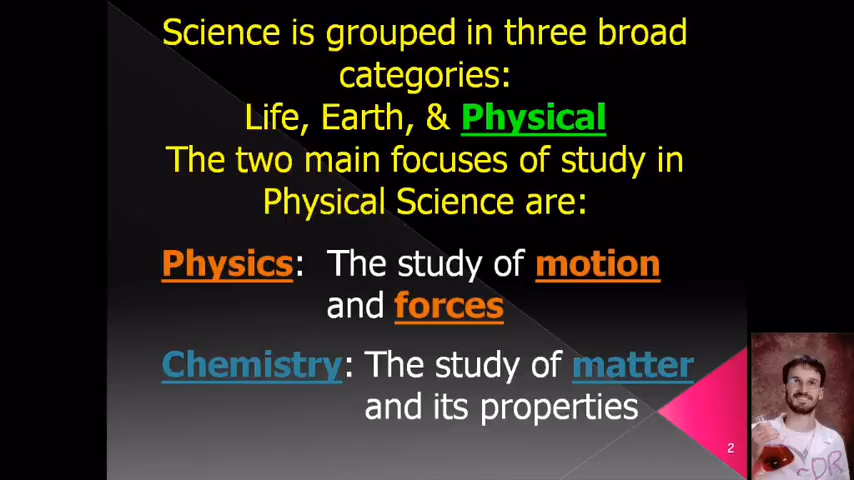 Science is grouped in three broad
categories:
Life, Earth, & Physical
The two main focuses of study in
Physical Science are:
Physics: The study of motion
and forces
Chemistry: The study of matter
and its properties
2
~DR